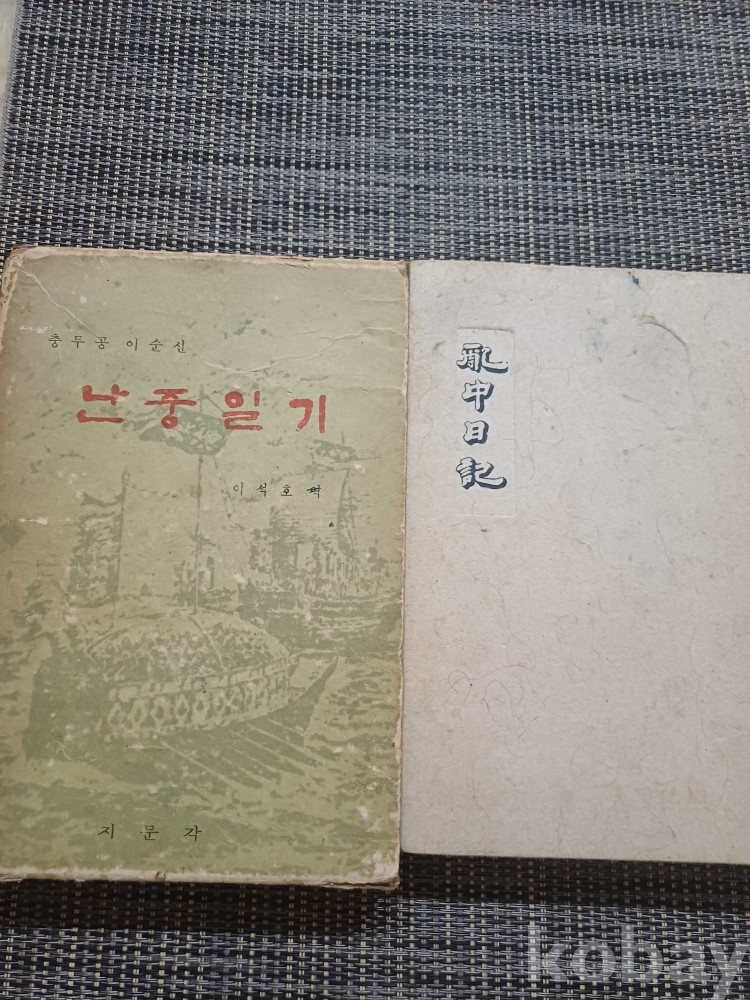 충무공 이순신
난중일기
이석호 역
지문각
亂中日記
kobay